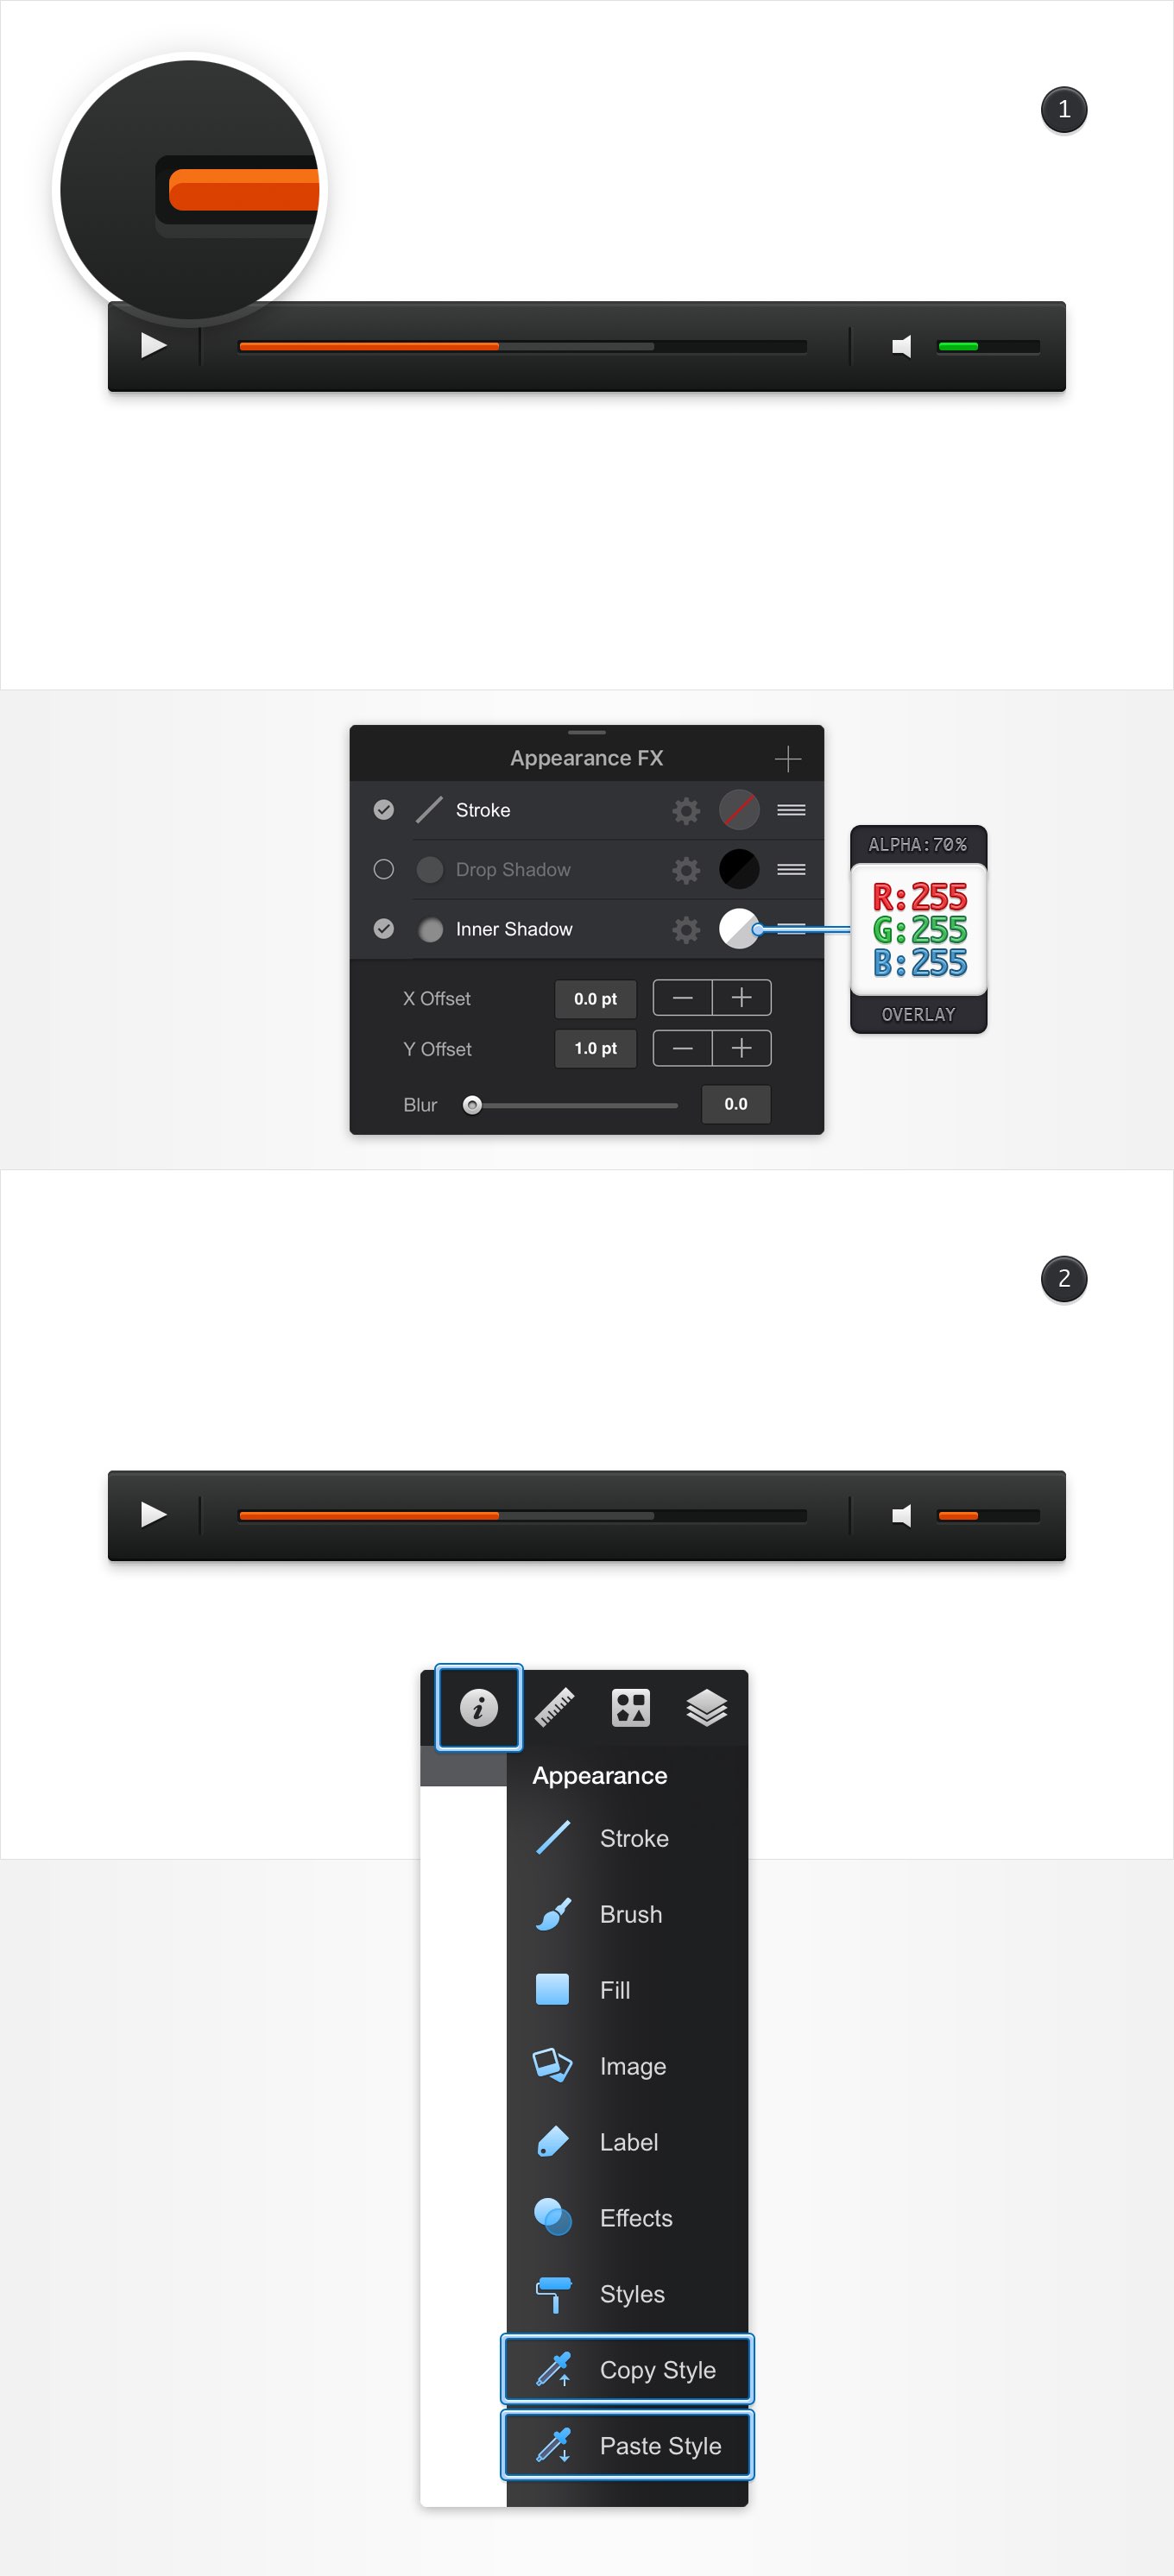 1
Appearance FX
Stroke
Drop Shadow
Inner Shadow
ALPHA:70%
R:255
G:255
B:255
OVERLAY
X Offset 0.0 pt
Y Offset 1.0 pt
Blur 0.0
2
Appearance
Stroke
Brush
Fill
Image
Label
Effects
Styles
Copy Style
Paste Style